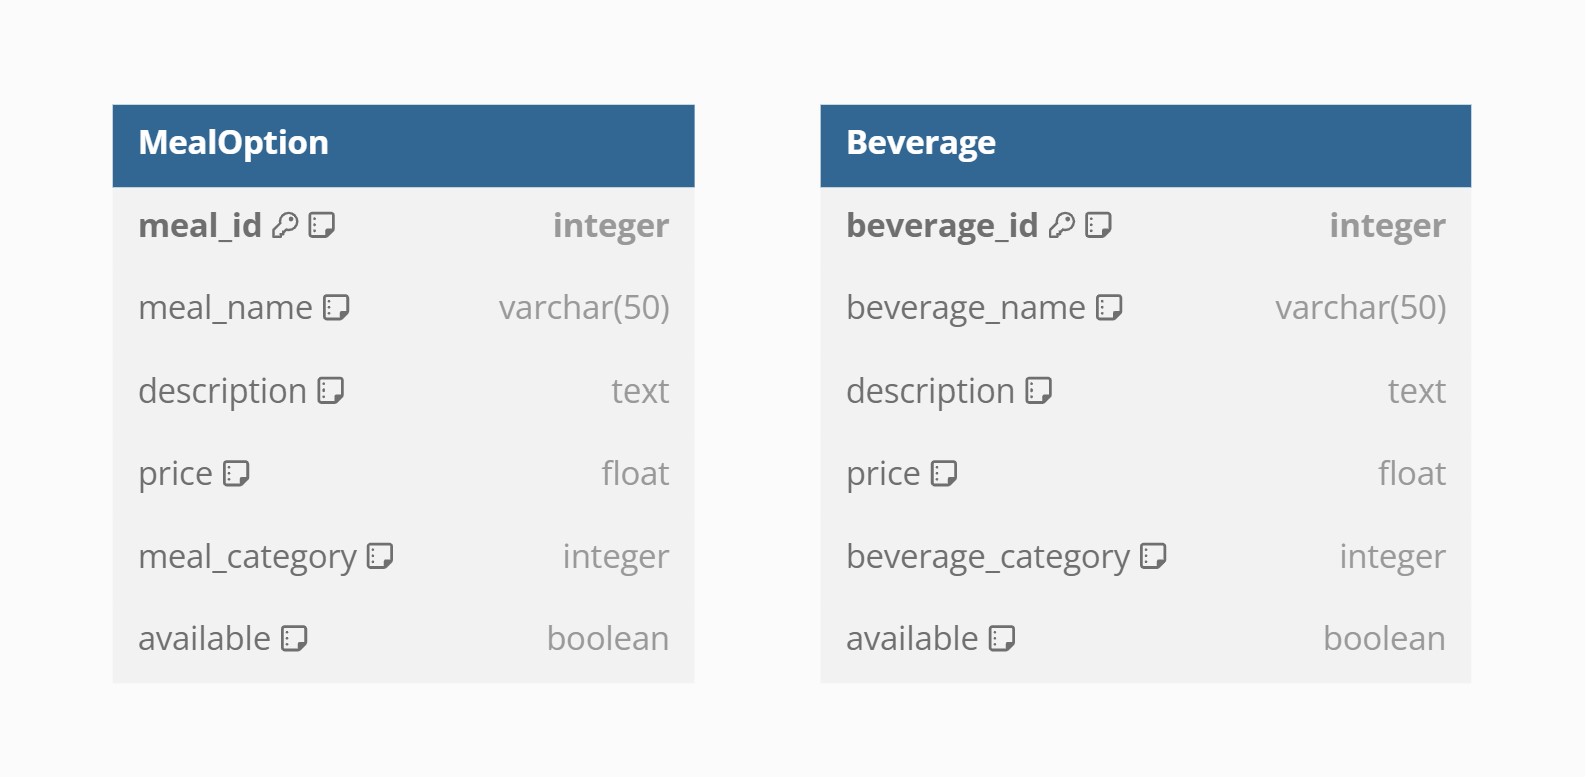 MealOption
meal_id integer
meal_name varchar(50)
description text
price float
meal_category integer
available boolean
Beverage
beverage_id integer
beverage_name varchar(50)
description text
price float
beverage_category integer
available boolean